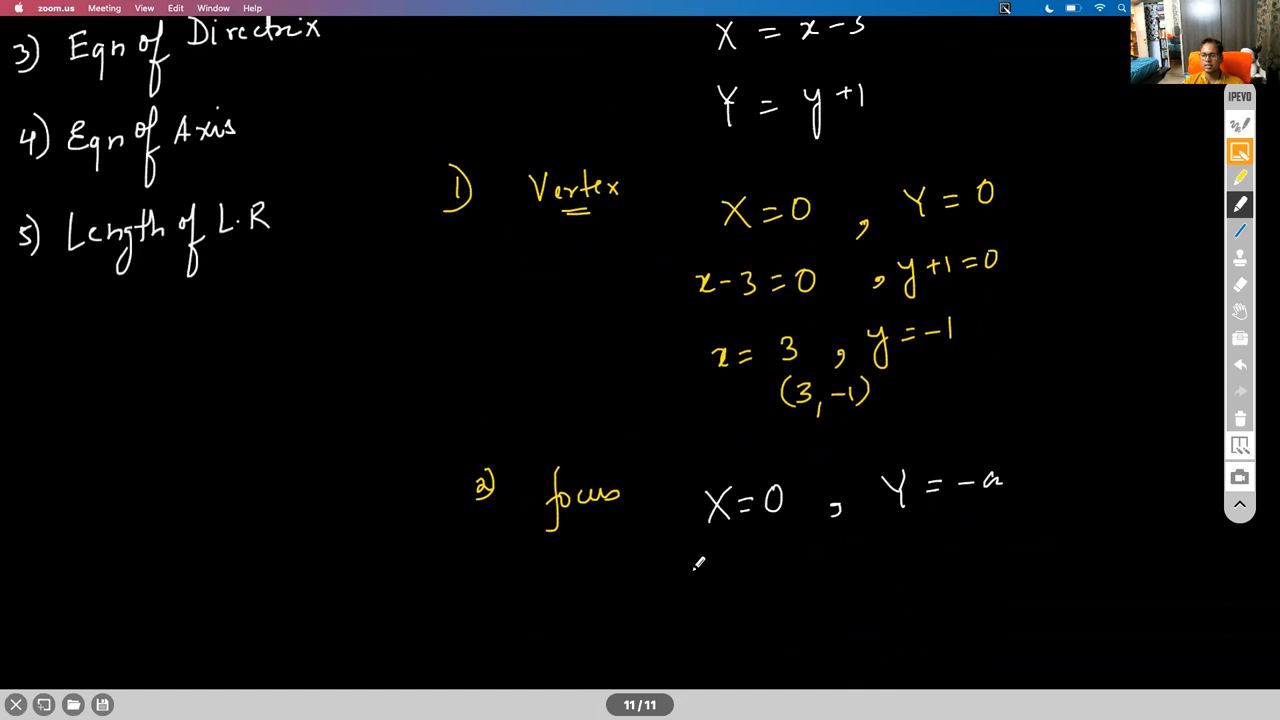 zoom.us Meeting View Edit Window Help
3) Eqn of Directrix
4) Eqn of Axis
5) Length of L.R
X = x-3
Y = y+1
1) Vertex X=0 , Y=0
x-3=0 , y+1=0
x= 3 , y=-1
(3,-1)
2) focus X=0 , Y=-a
IPEVO
11/11